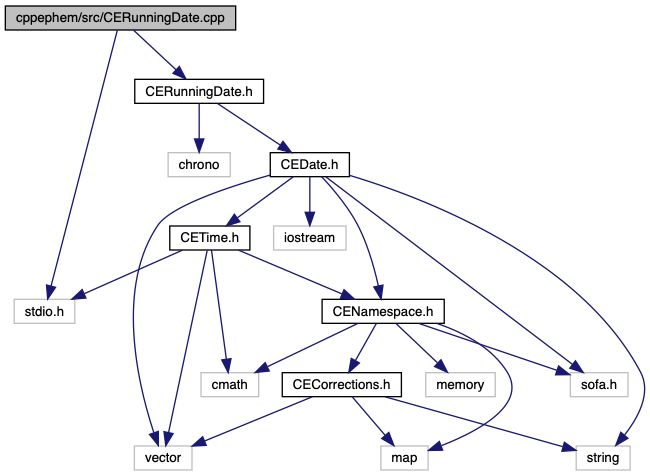 cppephem/src/CERunningDate.cpp
CERunningDate.h
chrono
CEDate.h
CETime.h
iostream
stdio.h
CENamespace.h
cmath
CECorrections.h
memory
sofa.h
vector
map
string